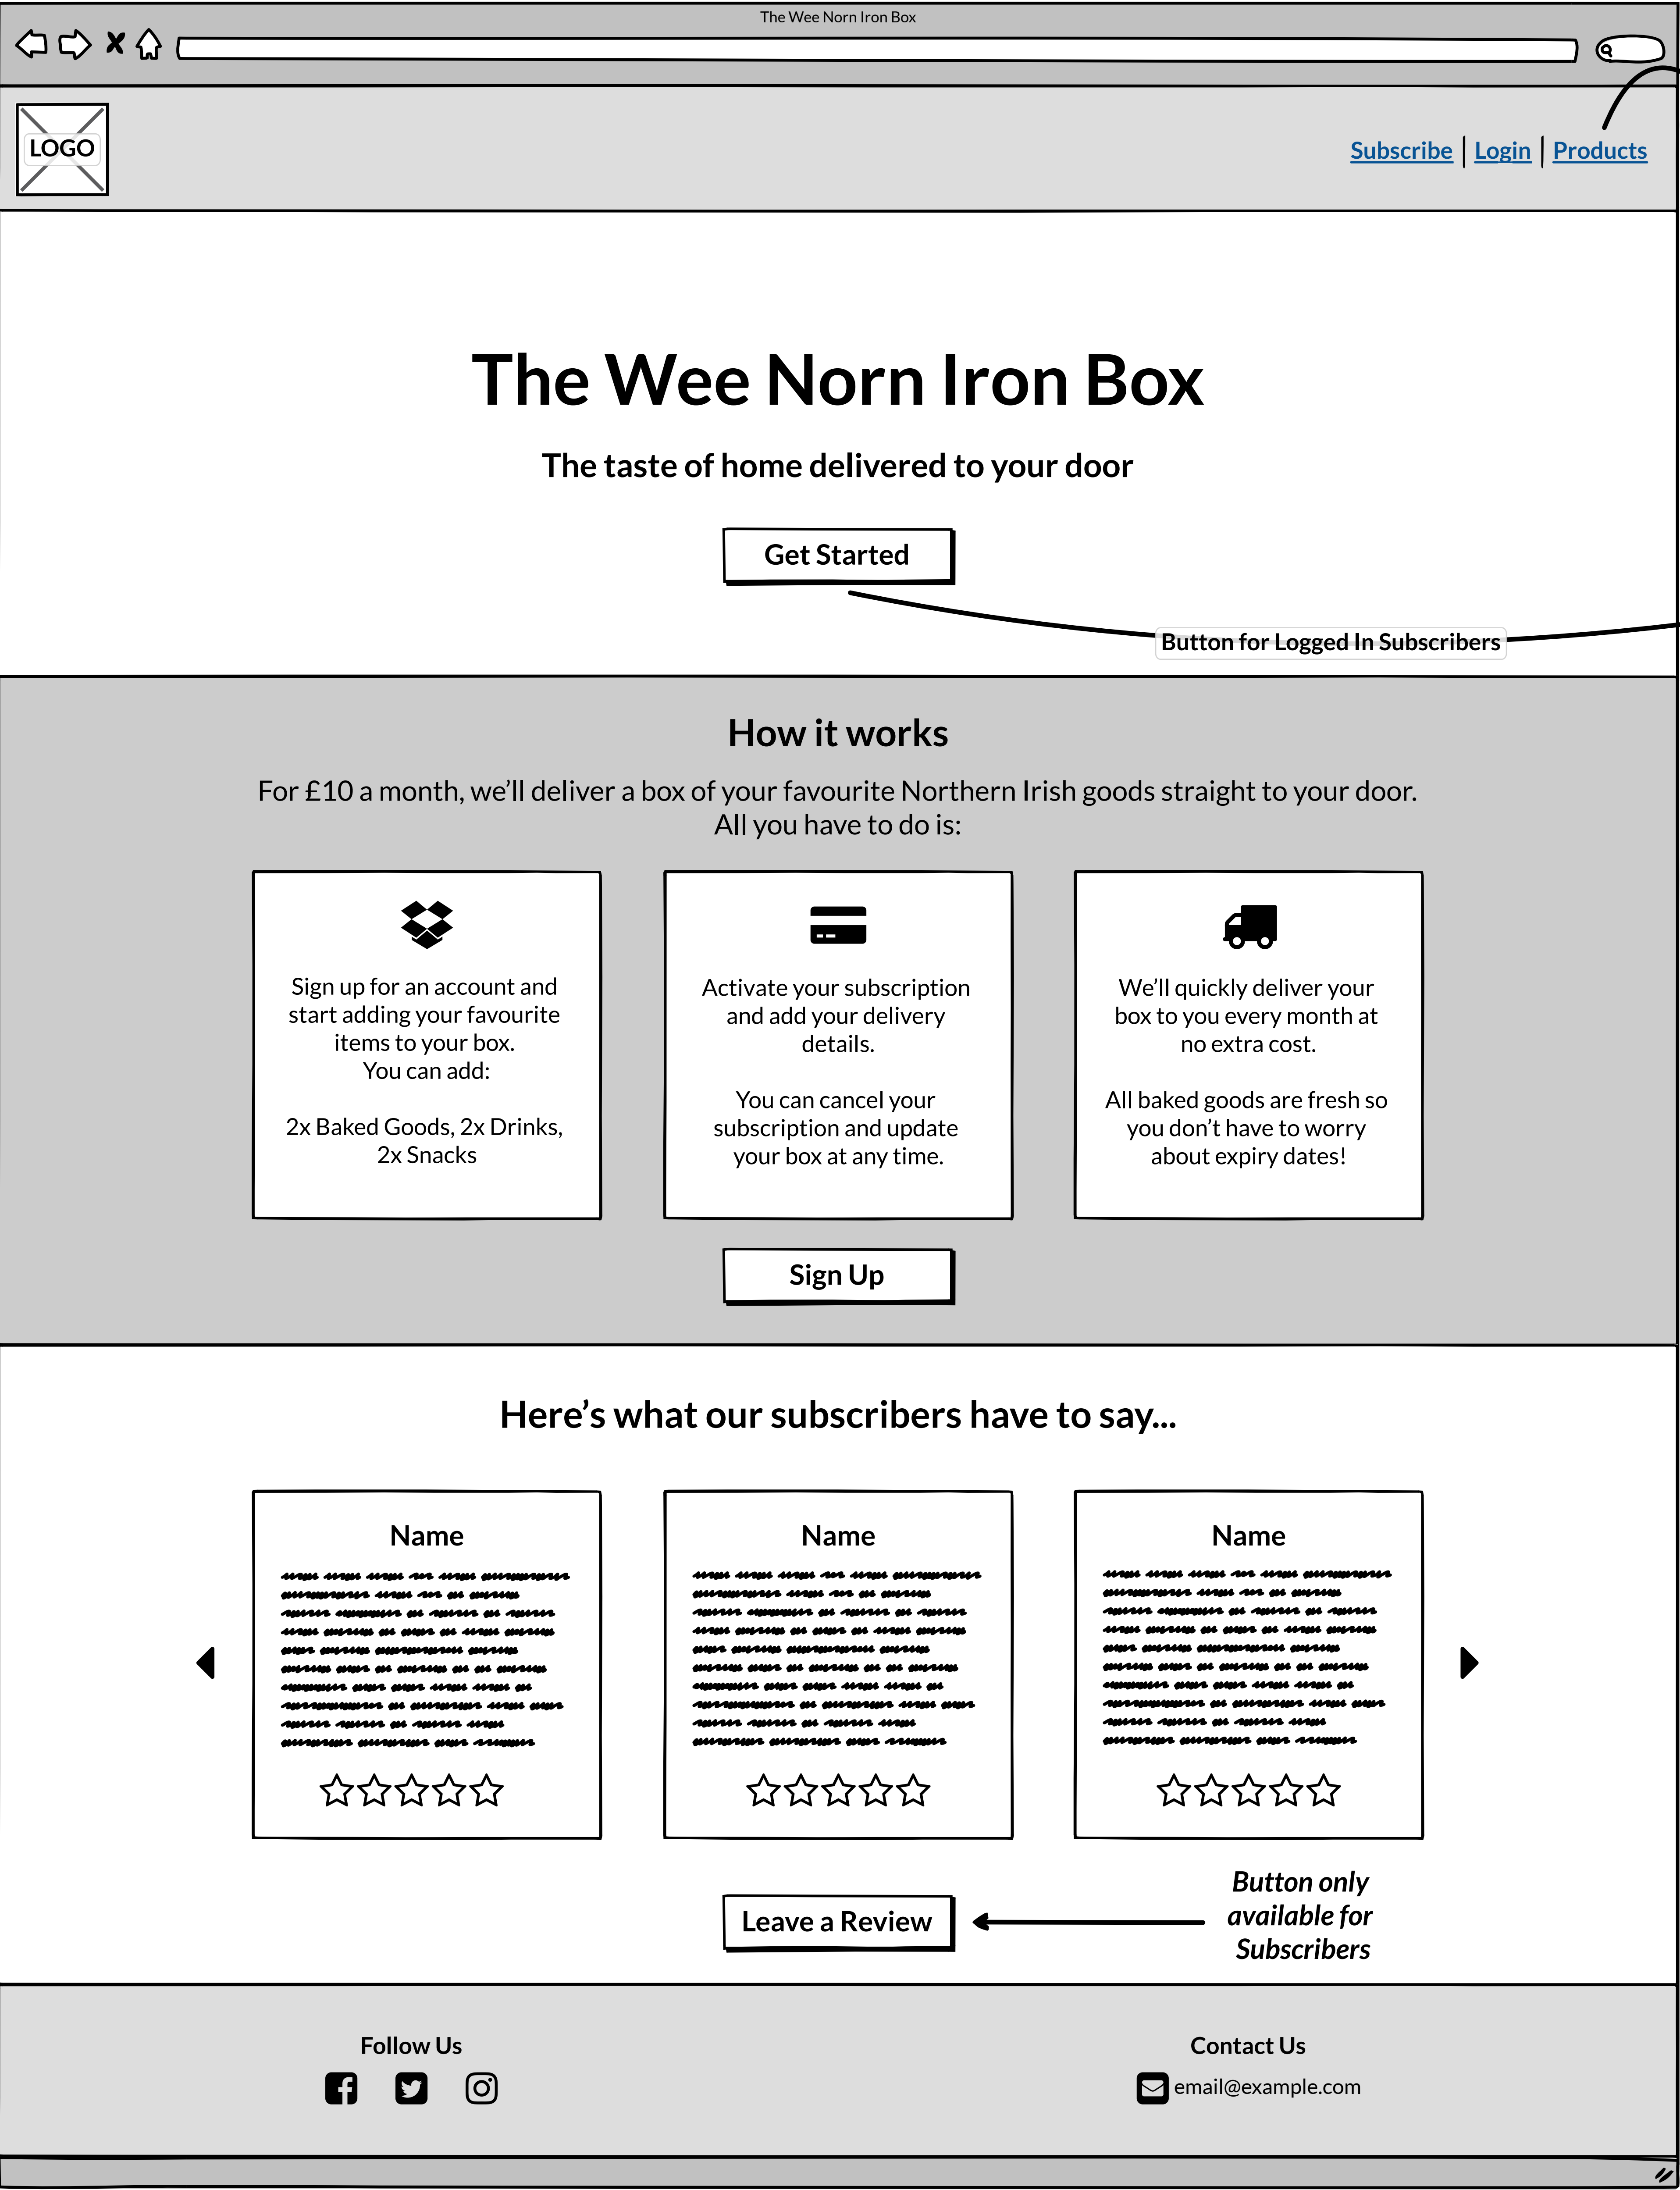 The Wee Norn Iron Box
LOGO
Subscribe
Login
Products
The Wee Norn Iron Box
The taste of home delivered to your door
Get Started
Button for Logged In Subscribers
How it works
For £10 a month, we’ll deliver a box of your favourite Northern Irish goods straight to your door.
All you have to do is:
Sign up for an account and
start adding your favourite
items to your box.
You can add:
2x Baked Goods, 2x Drinks,
2x Snacks
Activate your subscription
and add your delivery
details.
You can cancel your
subscription and update
your box at any time.
We’ll quickly deliver your
box to you every month at
no extra cost.
All baked goods are fresh so
you don’t have to worry
about expiry dates!
Sign Up
Here’s what our subscribers have to say...
Name
Name
Name
Leave a Review
Button only
available for
Subscribers
Follow Us
Contact Us
email@example.com